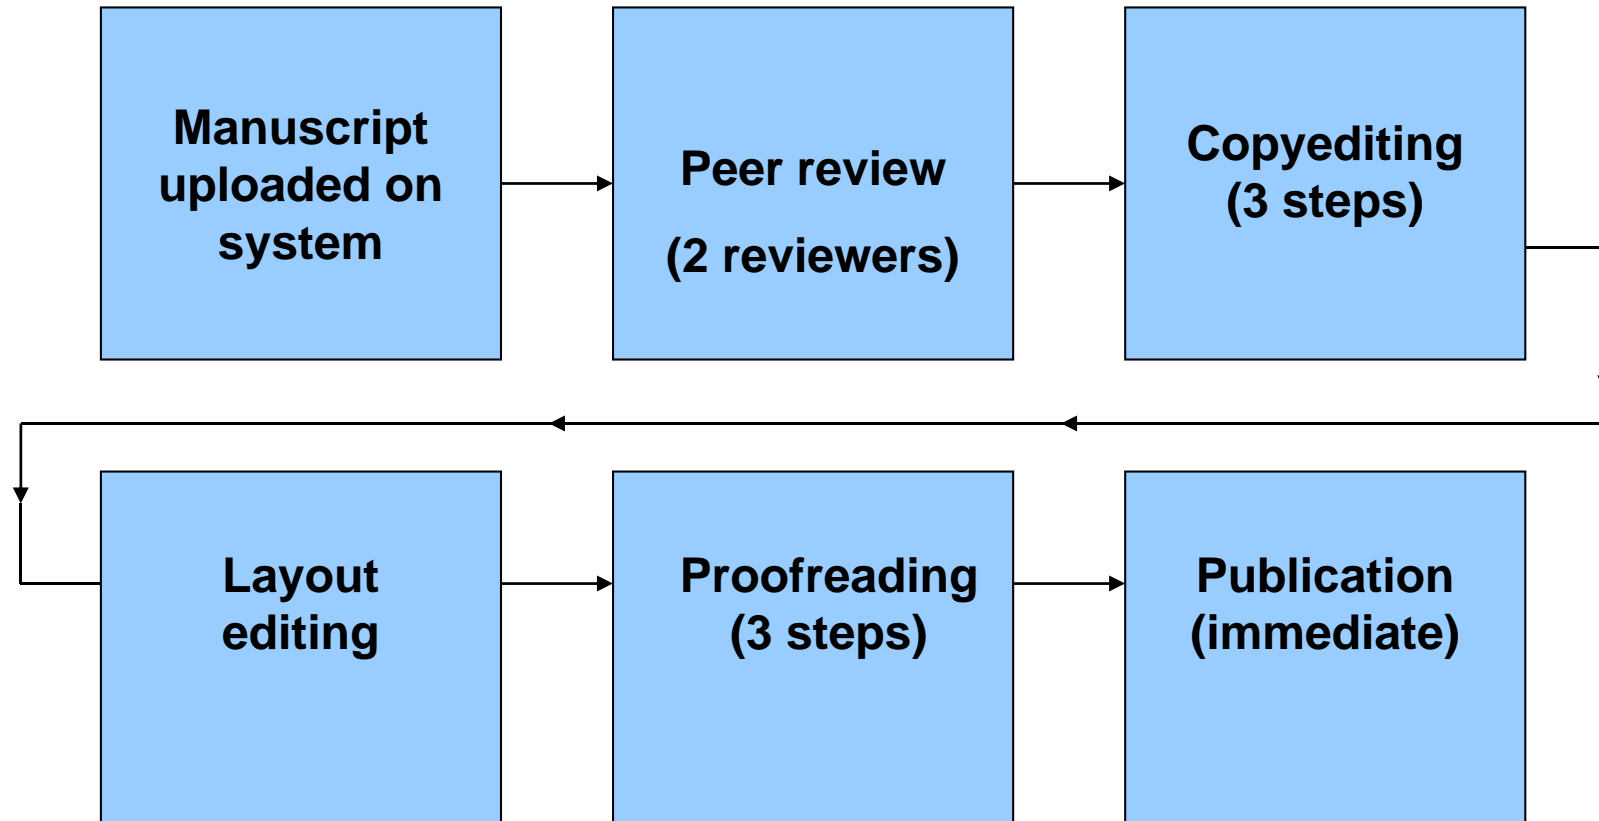 Manuscript
uploaded on
system
Peer review
(2 reviewers)
Copyediting
(3 steps)
Layout
editing
Proofreading
(3 steps)
Publication
(immediate)